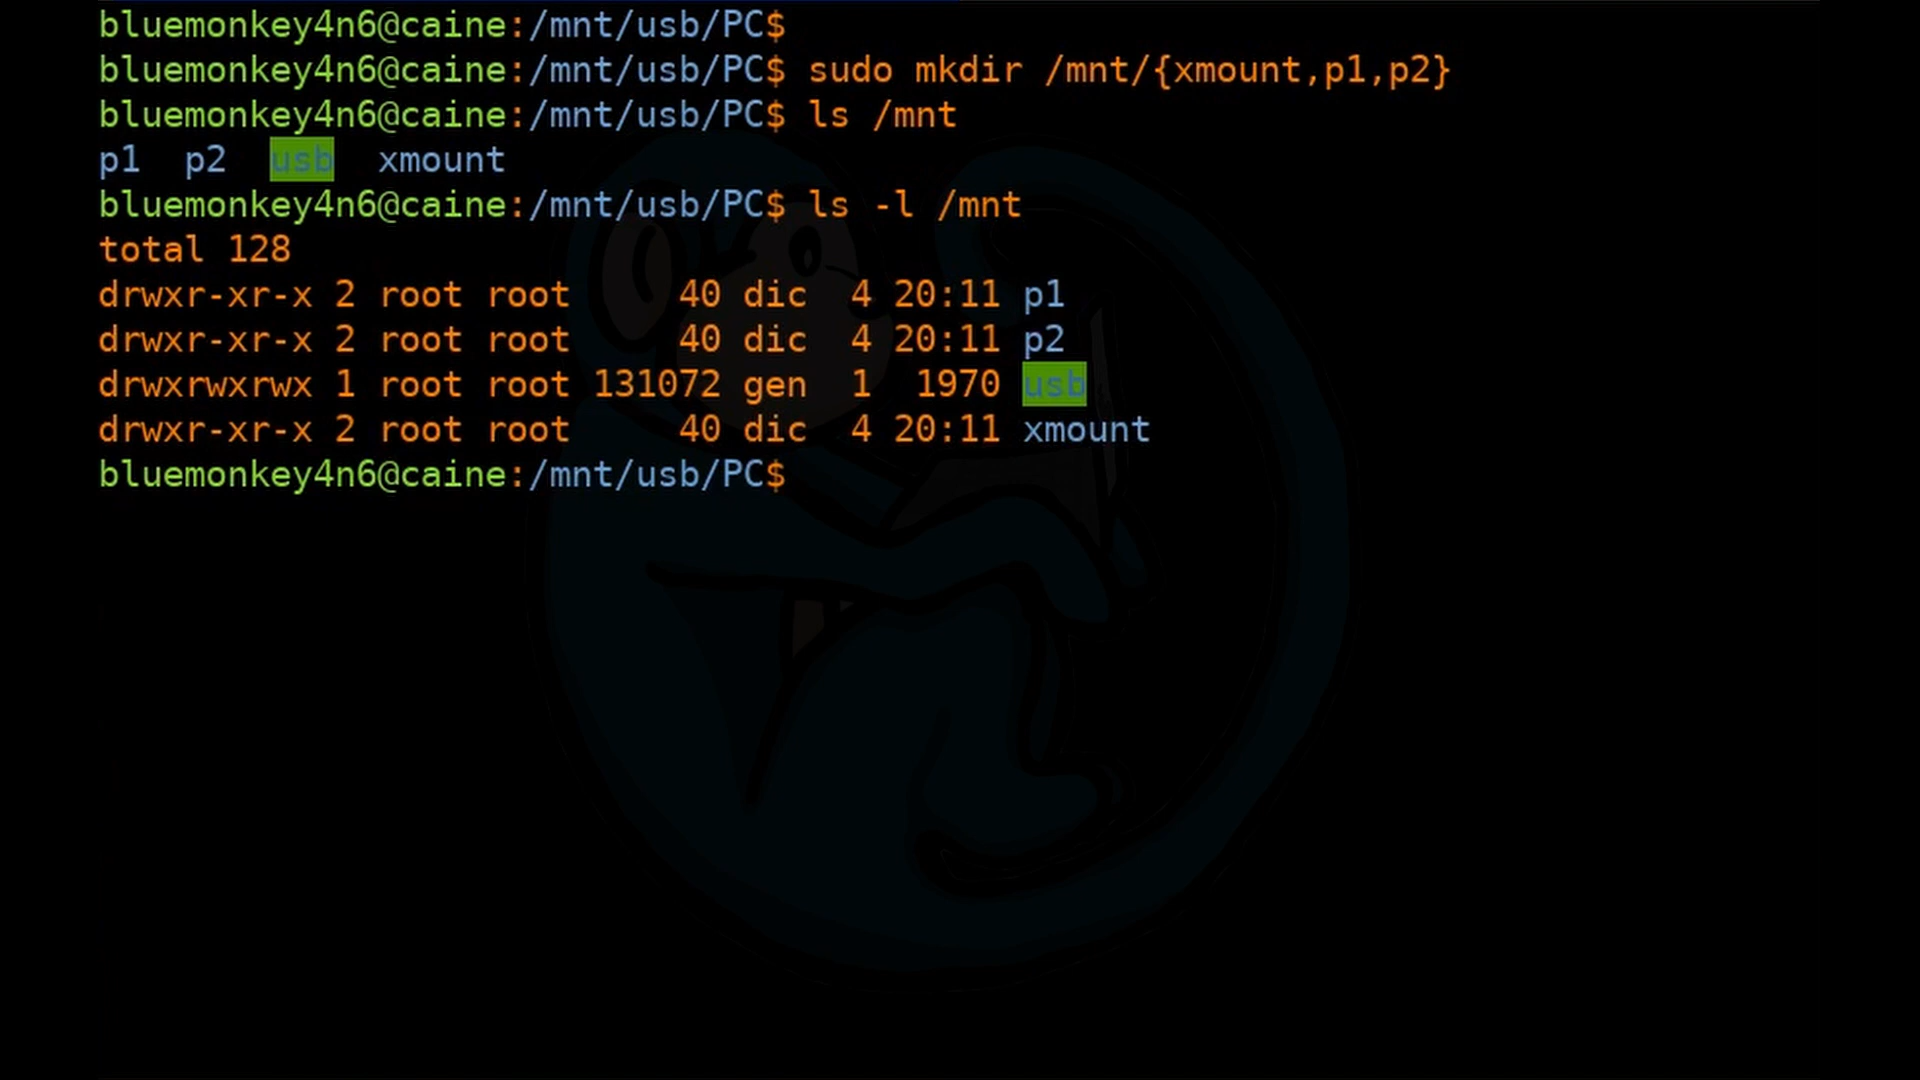 bluemonkey4n6@caine:/mnt/usb/PC$
bluemonkey4n6@caine:/mnt/usb/PC$ sudo mkdir /mnt/{xmount,p1,p2}
bluemonkey4n6@caine:/mnt/usb/PC$ ls /mnt
p1  p2  usb  xmount
bluemonkey4n6@caine:/mnt/usb/PC$ ls -l /mnt
total 128
drwxr-xr-x 2 root root     40 dic  4 20:11 p1
drwxr-xr-x 2 root root     40 dic  4 20:11 p2
drwxrwxrwx 1 root root 131072 gen  1  1970 usb
drwxr-xr-x 2 root root     40 dic  4 20:11 xmount
bluemonkey4n6@caine:/mnt/usb/PC$